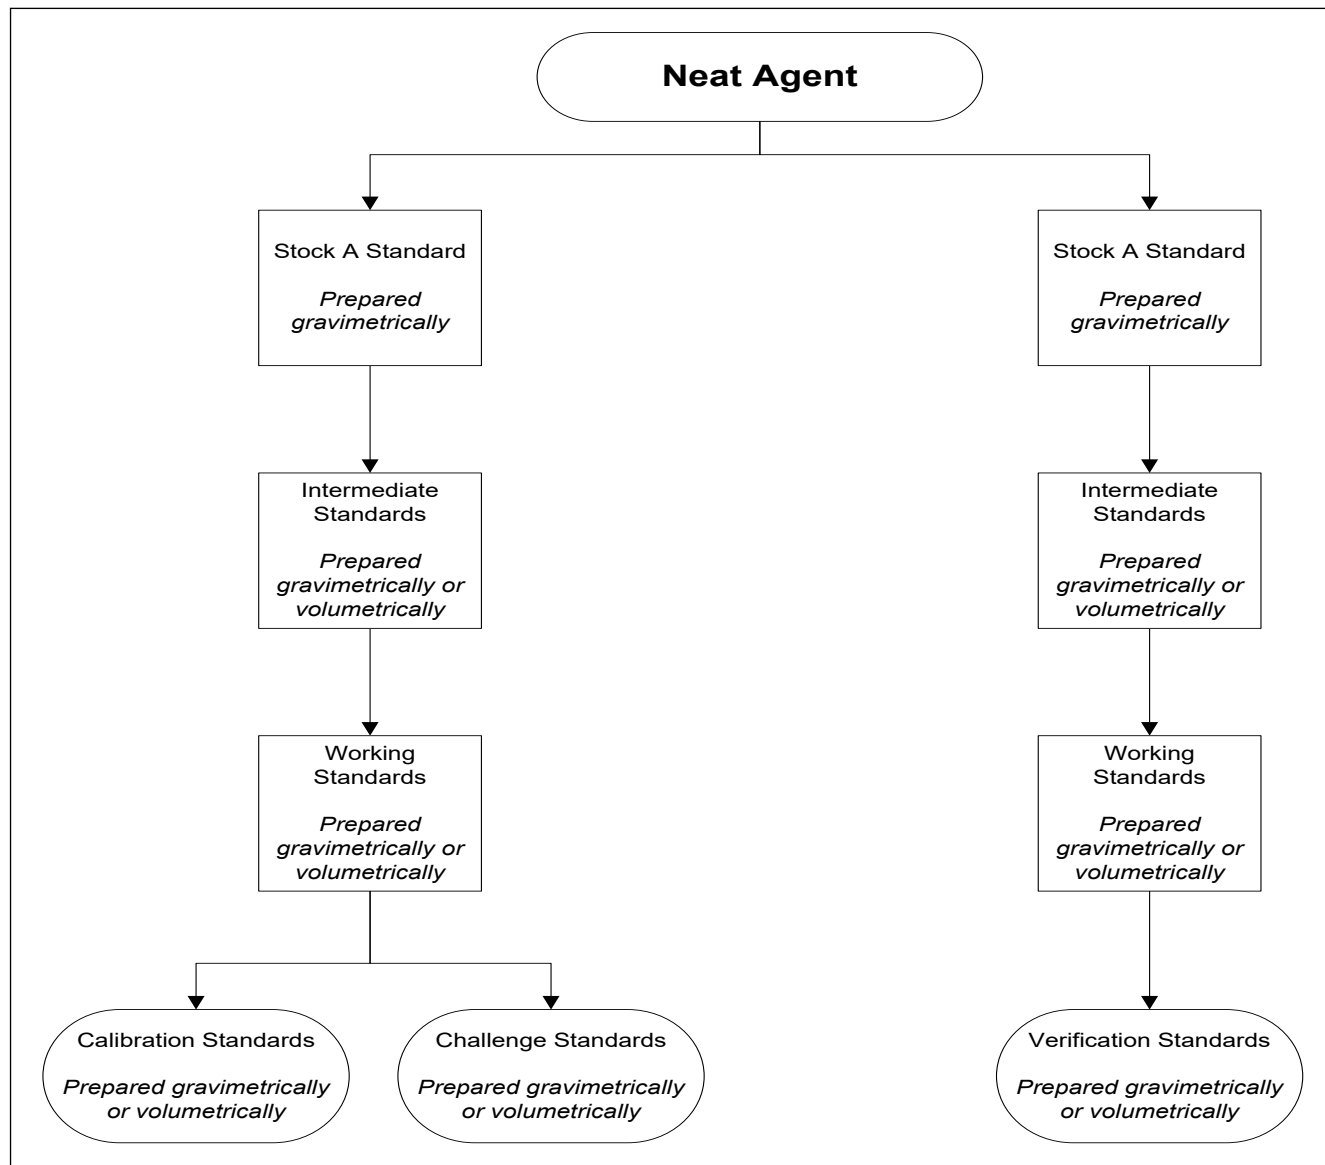 Neat Agent
Stock A Standard
Prepared
gravimetrically
Stock A Standard
Prepared
gravimetrically
Intermediate
Standards
Prepared
gravimetrically or
volumetrically
Intermediate
Standards
Prepared
gravimetrically or
volumetrically
Working
Standards
Prepared
gravimetrically or
volumetrically
Working
Standards
Prepared
gravimetrically or
volumetrically
Calibration Standards
Prepared gravimetrically
or volumetrically
Challenge Standards
Prepared gravimetrically
or volumetrically
Verification Standards
Prepared gravimetrically
or volumetrically